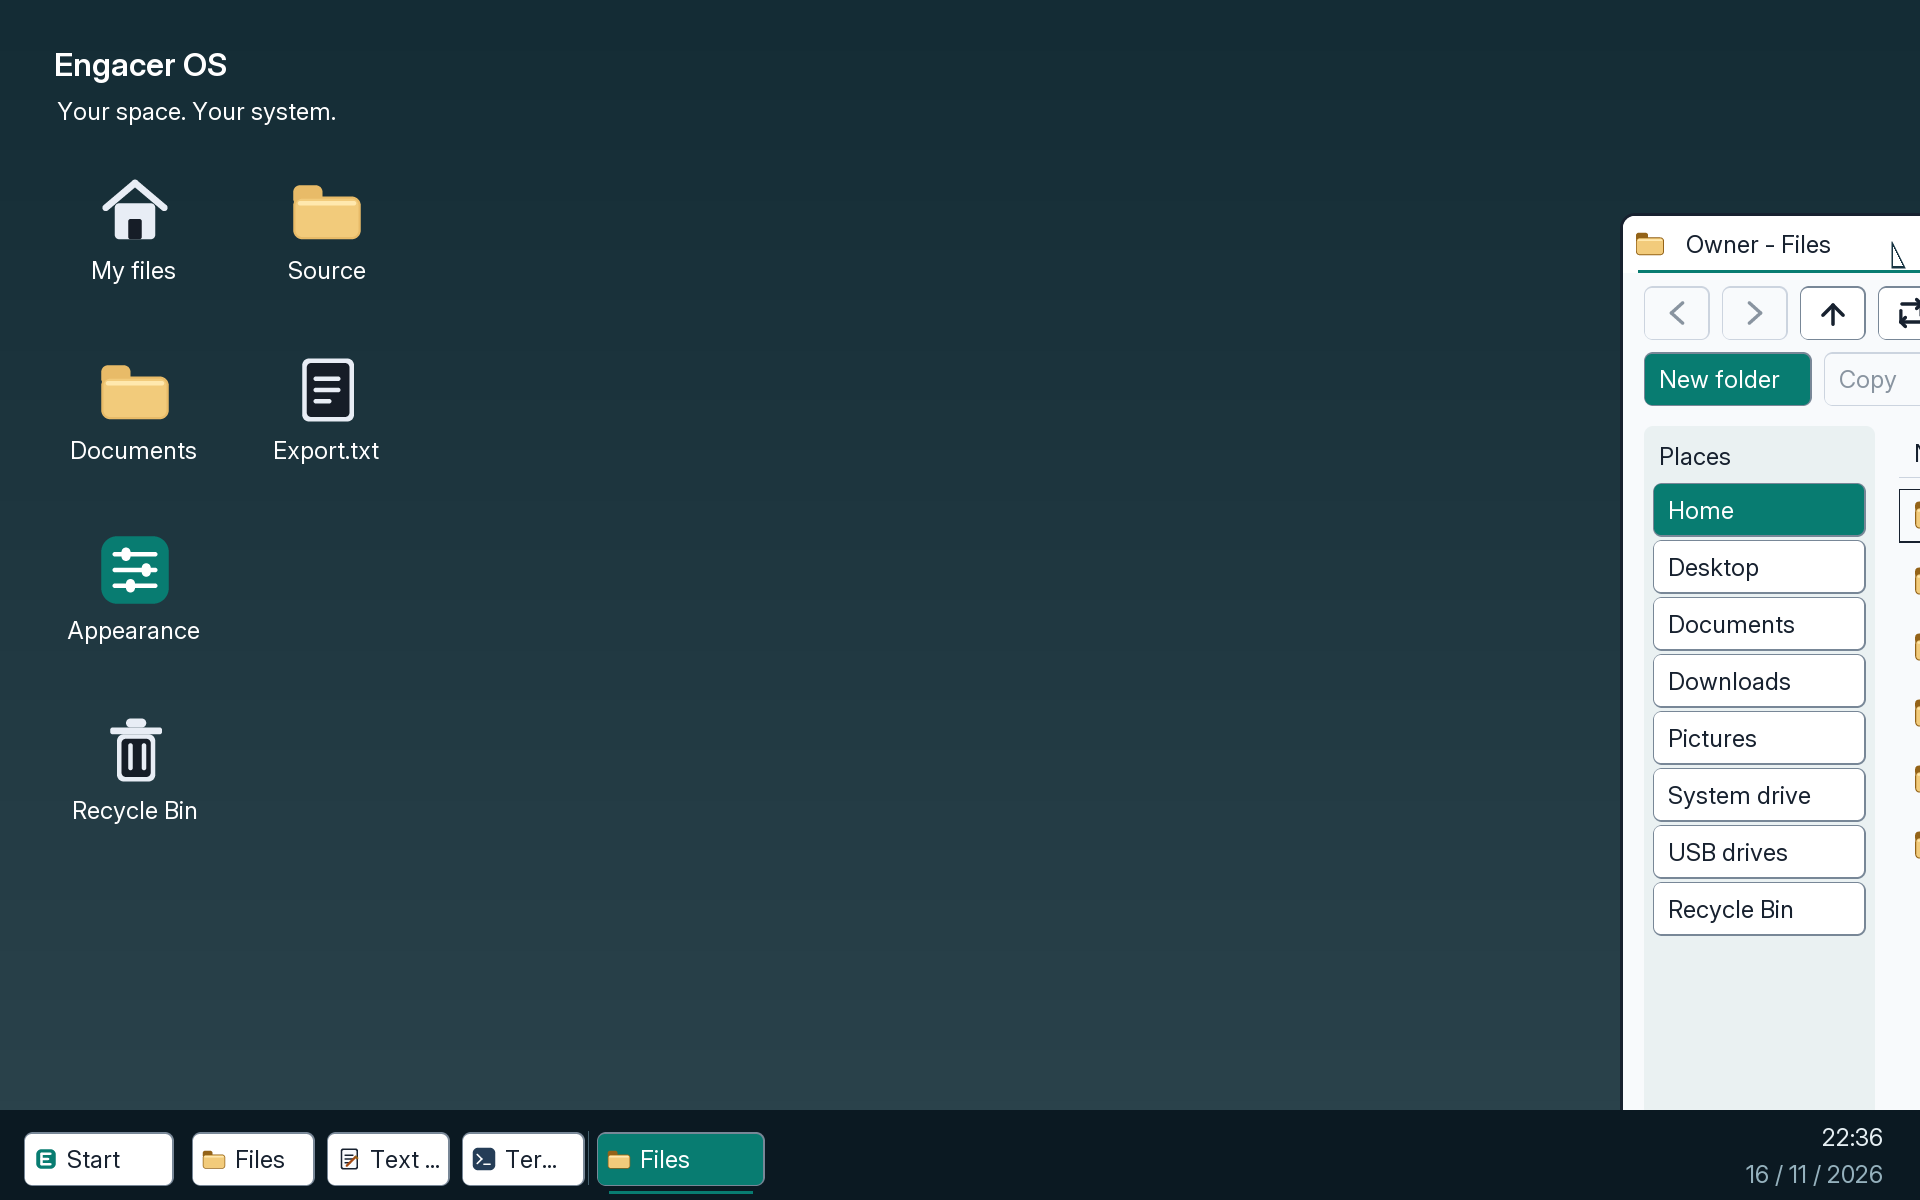 Engacer OS
Your space. Your system.
My files
Source
Documents
Export.txt
Appearance
Recycle Bin
Owner - Files
New folder
Copy
Places
Home
Desktop
Documents
Downloads
Pictures
System drive
USB drives
Recycle Bin
Start
Files
Text ...
Ter...
Files
22:36
16 / 11 / 2026